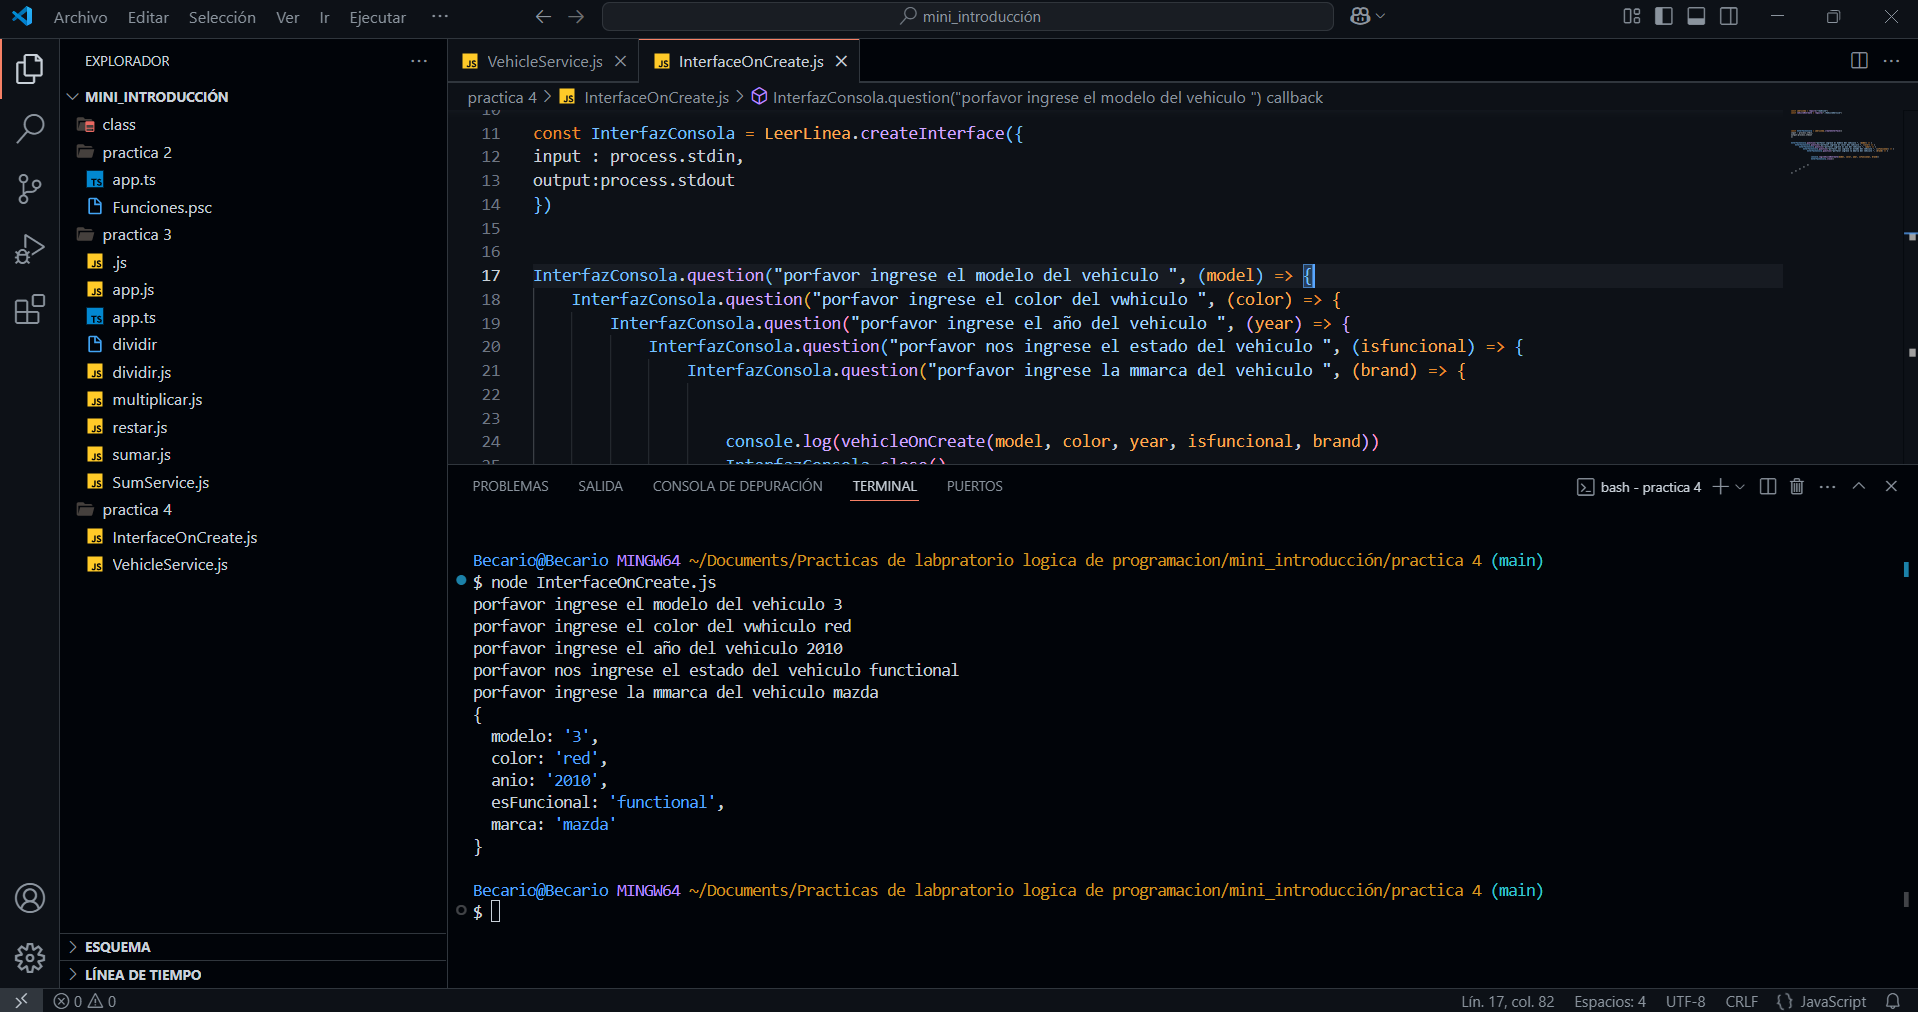 Archivo Editar Selección Ver Ir Ejecutar ···
mini_introducción
EXPLORADOR
MINI_INTRODUCCIÓN
class
practica 2
app.ts
Funciones.psc
practica 3
.js
app.js
app.ts
dividir
dividir.js
multiplicar.js
restar.js
sumar.js
SumService.js
practica 4
InterfaceOnCreate.js
VehicleService.js
ESQUEMA
LÍNEA DE TIEMPO
VehicleService.js InterfaceOnCreate.js
practica 4 > InterfaceOnCreate.js > InterfazConsola.question("porfavor ingrese el modelo del vehiculo ") callback
10
11 const InterfazConsola = LeerLinea.createInterface({
12 input : process.stdin,
13 output:process.stdout
14 })
15
16
17 InterfazConsola.question("porfavor ingrese el modelo del vehiculo ", (model) => {
18 InterfazConsola.question("porfavor ingrese el color del vwhiculo ", (color) => {
19 InterfazConsola.question("porfavor ingrese el año del vehiculo ", (year) => {
20 InterfazConsola.question("porfavor nos ingrese el estado del vehiculo ", (isfuncional) => {
21 InterfazConsola.question("porfavor ingrese la mmarca del vehiculo ", (brand) => {
22
23
24 console.log(vehicleOnCreate(model, color, year, isfuncional, brand))
25 InterfazConsola.close()
PROBLEMAS SALIDA CONSOLA DE DEPURACIÓN TERMINAL PUERTOS
bash - practica 4
Becario@Becario MINGW64 ~/Documents/Practicas de labpratorio logica de programacion/mini_introducción/practica 4 (main)
$ node InterfaceOnCreate.js
porfavor ingrese el modelo del vehiculo 3
porfavor ingrese el color del vwhiculo red
porfavor ingrese el año del vehiculo 2010
porfavor nos ingrese el estado del vehiculo functional
porfavor ingrese la mmarca del vehiculo mazda
{
modelo: '3',
color: 'red',
anio: '2010',
esFuncional: 'functional',
marca: 'mazda'
}
Becario@Becario MINGW64 ~/Documents/Practicas de labpratorio logica de programacion/mini_introducción/practica 4 (main)
$
0 0
Lín. 17, col. 82 Espacios: 4 UTF-8 CRLF {} JavaScript